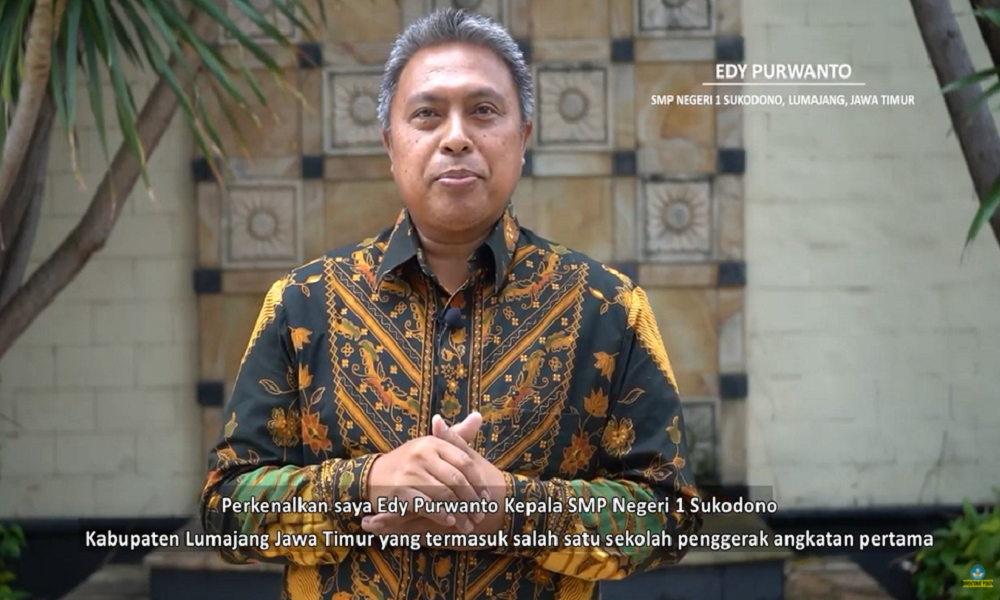 EDY PURWANTO
SMP NEGERI 1 SUKODONO, LUMAJANG, JAWA TIMUR
Perkenalkan saya Edy Purwanto Kepala SMP Negeri 1 Sukodono
Kabupaten Lumajang Jawa Timur yang termasuk salah satu sekolah penggerak angkatan pertama